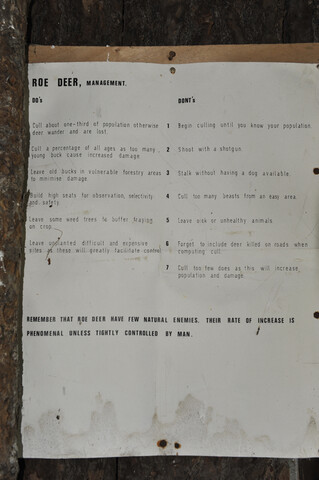 ROE DEER, MANAGEMENT.
DO's
Cull about one-third of population otherwise
deer wander and are lost.
Cull a percentage of all ages as too many
young buck cause increased damage.
Leave old bucks in vulnerable forestry areas
to minimise damage.
Build high seats for observation, selectivity
and safety.
Leave some weed trees to buffer fraying
on crop.
Leave unplanted difficult and expensive
sites as these will greatly facilitate control
DONT's
1 Begin culling until you know your population.
2 Shoot with a shotgun.
3 Stalk without having a dog available.
4 Cull too many beasts from an easy area.
5 Leave sick or unhealthy animals.
6 Forget to include deer killed on roads when
computing cull.
7 Cull too few does as this will increase
population and damage.
REMEMBER THAT ROE DEER HAVE FEW NATURAL ENEMIES. THEIR RATE OF INCREASE IS
PHENOMENAL UNLESS TIGHTLY CONTROLLED BY MAN.